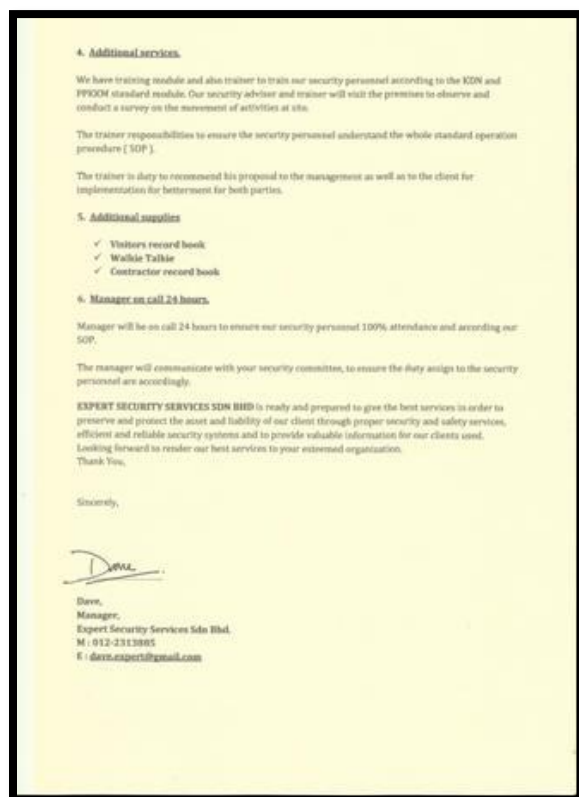 4. Additional services.
We have training module and also trainer to train our security personnel according to the KDN and
PPKKM standard module. Our security adviser and trainer will visit the premises to observe and
conduct a survey on the movement of activities at site.
The trainer responsibilities to ensure the security personnel understand the whole standard operation
procedure ( SOP ).
The trainer is duty to recommend his proposal to the management as well as to the client for
implementation for betterment for both parties.
5. Additional supplies
✓ Visitors record book
✓ Walkie Talkie
✓ Contractor record book
6. Manager on call 24 hours.
Manager will be on call 24 hours to ensure our security personnel 100% attendance and according our
SOP.
The manager will communicate with your security committee, to ensure the duty assign to the security
personnel are accordingly.
EXPERT SECURITY SERVICES SDN BHD is ready and prepared to give the best services in order to
preserve and protect the asset and liability of our client through proper security and safety services,
efficient and reliable security systems and to provide valuable information for our clients used.
Looking forward to render our best services to your esteemed organization.
Thank You,
Sincerely,
Dave
Dave,
Manager,
Expert Security Services Sdn Bhd.
M : 012-2313885
E : dave.expert@gmail.com